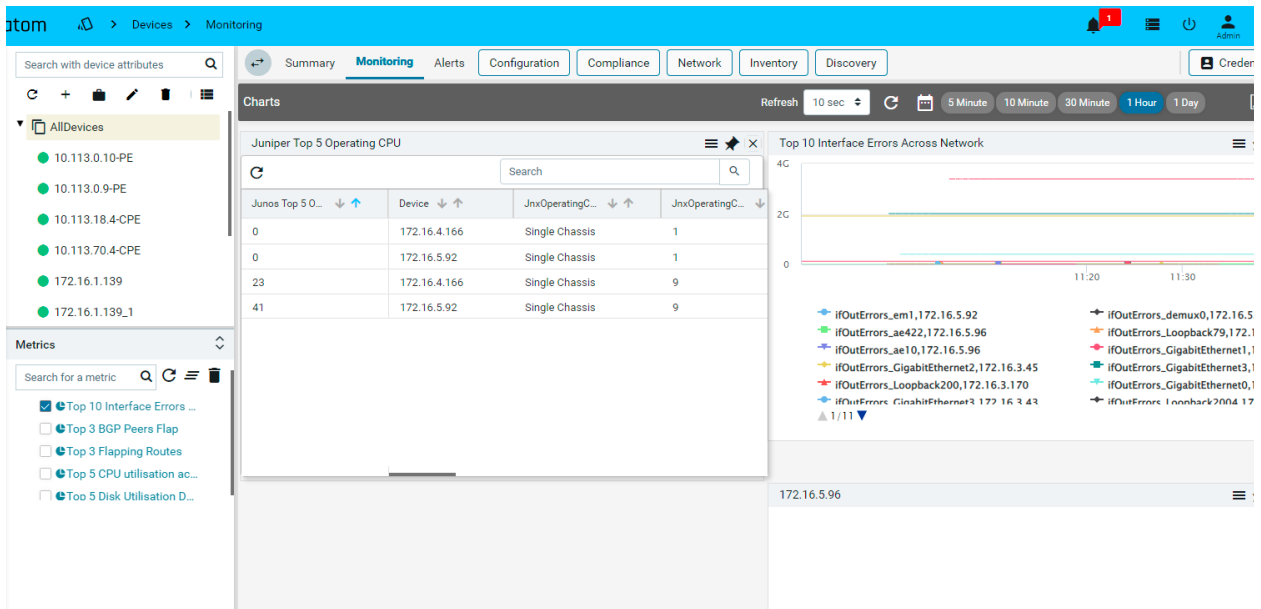 atom > Devices > Monitoring
1
Admin
Search with device attributes
AllDevices
10.113.0.10-PE
10.113.0.9-PE
10.113.18.4-CPE
10.113.70.4-CPE
172.16.1.139
172.16.1.139_1
Metrics
Search for a metric
Top 10 Interface Errors ...
Top 3 BGP Peers Flap
Top 3 Flapping Routes
Top 5 CPU utilisation ac...
Top 5 Disk Utilisation D...
Summary Monitoring Alerts Configuration Compliance Network Inventory Discovery Creden
Charts Refresh 10 sec 5 Minute 10 Minute 30 Minute 1 Hour 1 Day
Juniper Top 5 Operating CPU
Search
Junos Top 5 O... Device JnxOperatingC... JnxOperatingC...
0 172.16.4.166 Single Chassis 1
0 172.16.5.92 Single Chassis 1
23 172.16.4.166 Single Chassis 9
41 172.16.5.92 Single Chassis 9
Top 10 Interface Errors Across Network
4G
2G
0
11:20 11:30
ifOutErrors_em1,172.16.5.92 ifOutErrors_demux0,172.16.5
ifOutErrors_ae422,172.16.5.96 ifOutErrors_Loopback79,172.1
ifOutErrors_ae10,172.16.5.96 ifOutErrors_GigabitEthernet1,1
ifOutErrors_GigabitEthernet2,172.16.3.45 ifOutErrors_GigabitEthernet3,1
ifOutErrors_Loopback200,172.16.3.170 ifOutErrors_GigabitEthernet0,1
ifOutErrors_GigabitEthernet3,172.16.3.43 ifOutErrors_Loopback2004,17
1/11
172.16.5.96